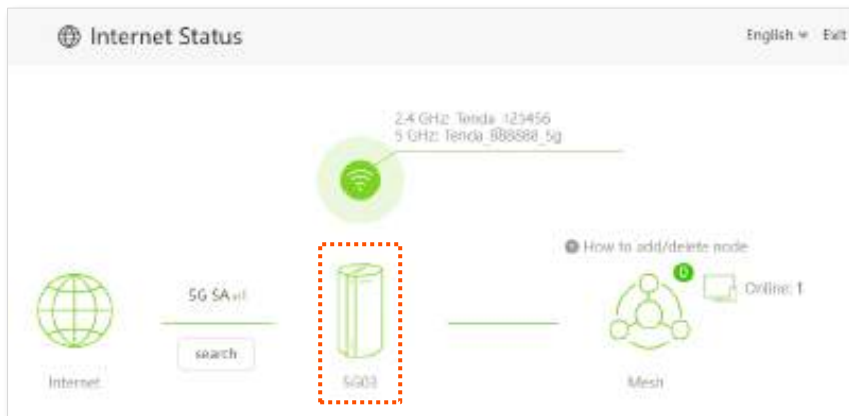 Internet Status
English
Exit
2.4 GHz: Tenda_123456
5 GHz: Tenda_888888_5g
How to add/delete node
0
Online: 1
5G SA
search
Internet
5G03
Mesh